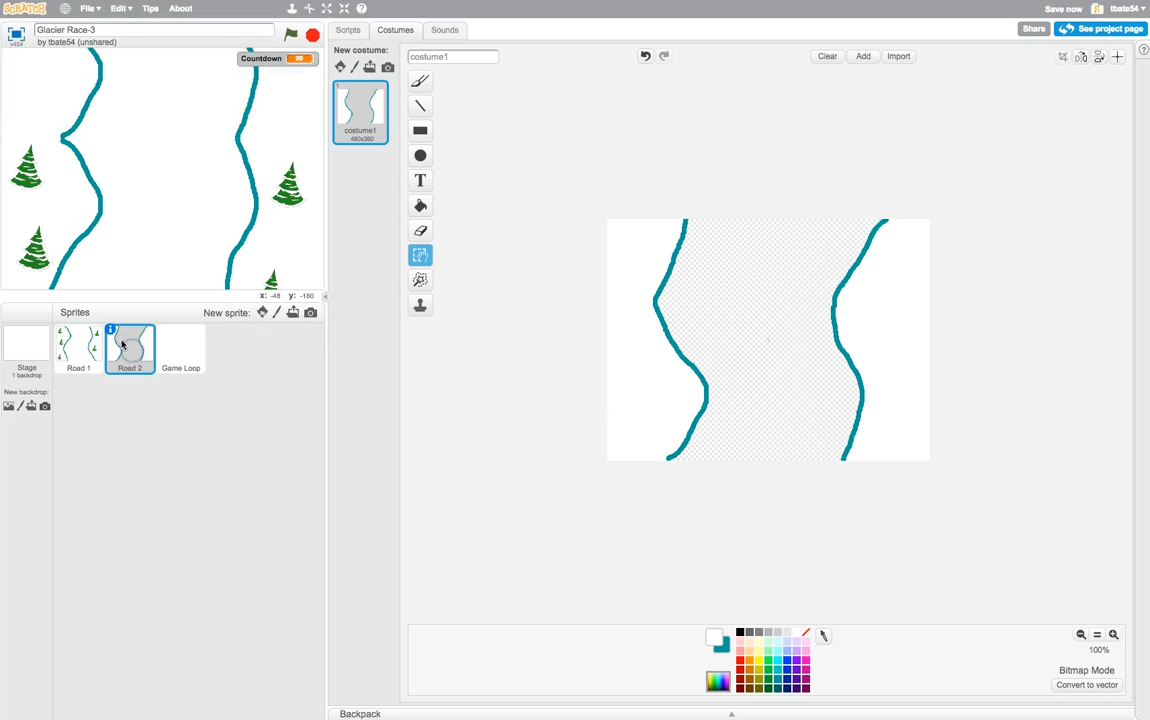 SCRATCH File Edit Tips About Save now tbate54
v454 Glacier Race-3
by tbate54 (unshared)
Scripts Costumes Sounds Share See project page
Countdown 20
New costume:
costume1 Clear Add Import
1
costume1
480x360
T
x: -48 y: -180
Sprites New sprite:
Stage
1 backdrop
Road 1 Road 2 Game Loop
New backdrop:
100%
Bitmap Mode
Convert to vector
Backpack